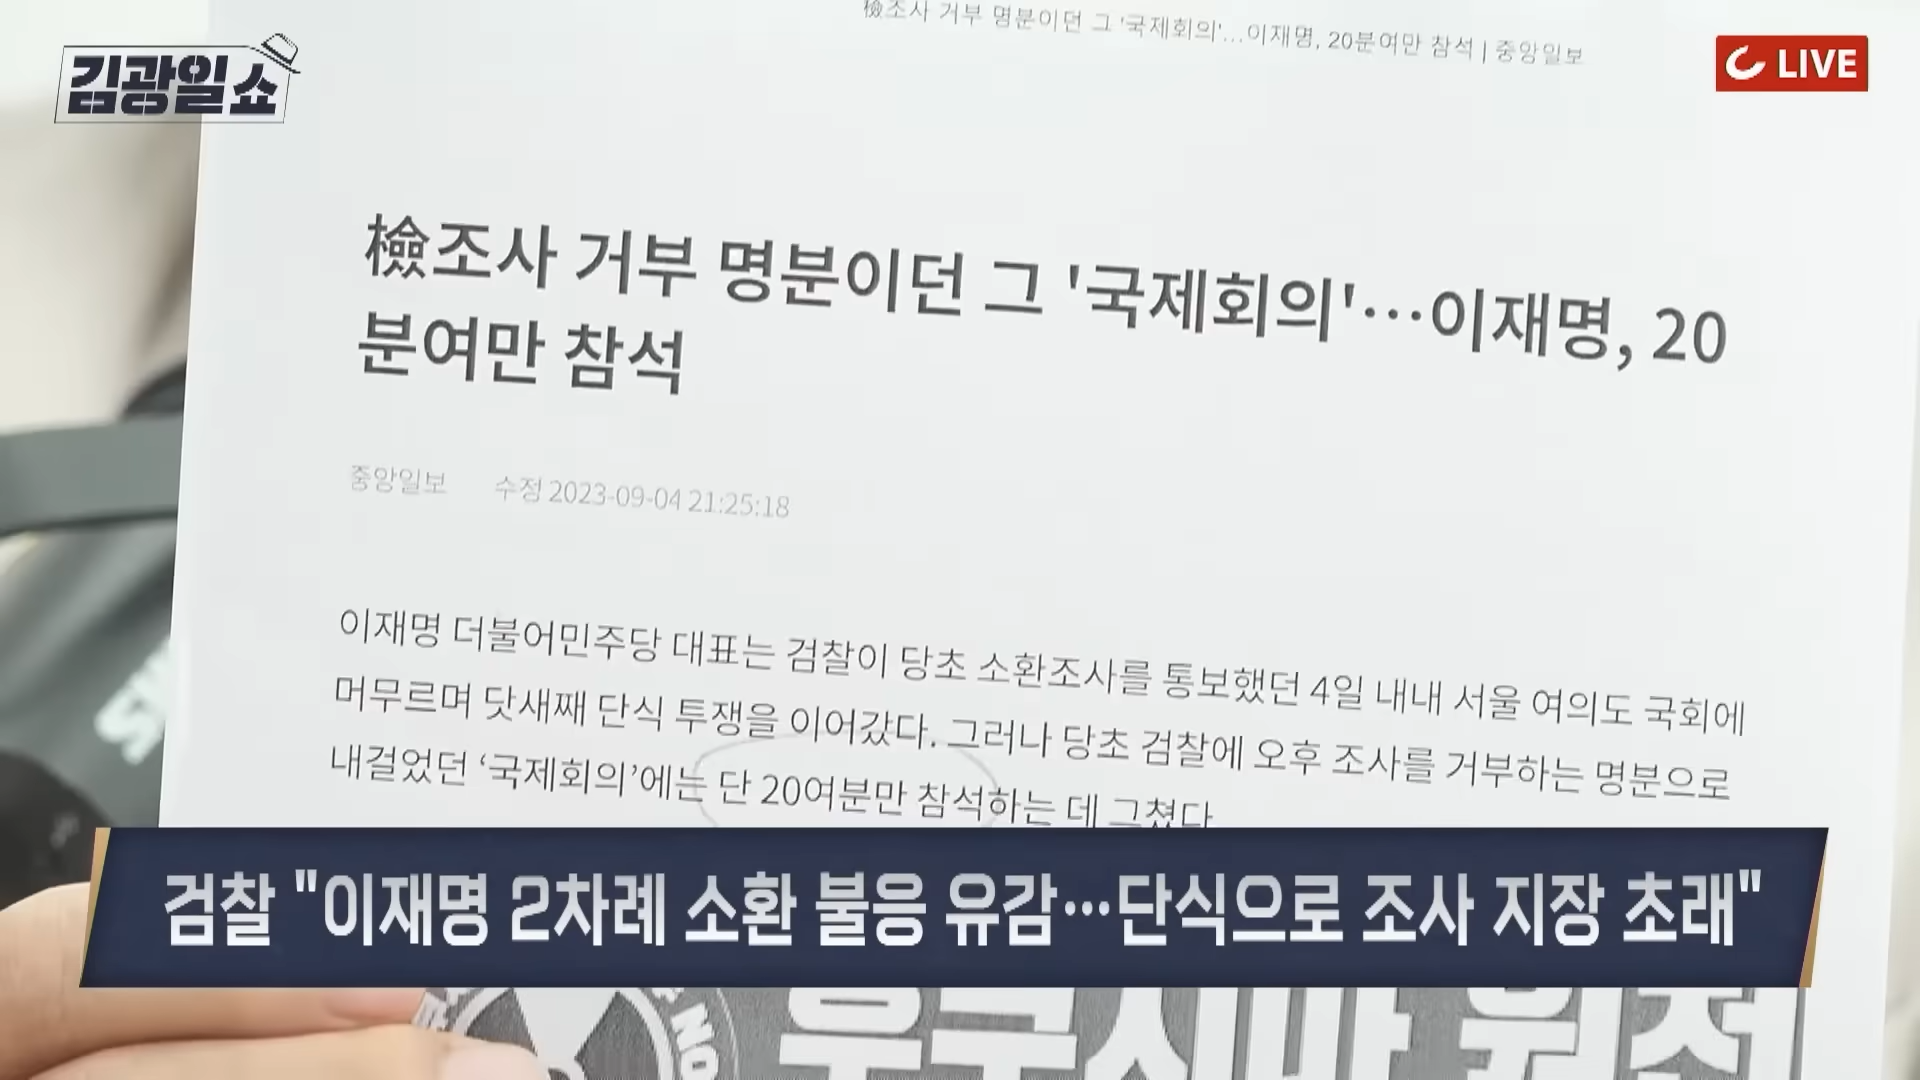 檢조사 거부 명분이던 그 '국제회의'...이재명, 20분여만 참석 | 중앙일보
김광일쇼
LIVE
檢조사 거부 명분이던 그 '국제회의'…이재명, 20
분여만 참석
중앙일보 수정 2023-09-04 21:25:18
이재명 더불어민주당 대표는 검찰이 당초 소환조사를 통보했던 4일 내내 서울 여의도 국회에
머무르며 닷새째 단식 투쟁을 이어갔다. 그러나 당초 검찰에 오후 조사를 거부하는 명분으로
내걸었던 ‘국제회의’에는 단 20여분만 참석하는 데 그쳤다
검찰 "이재명 2차례 소환 불응 유감…단식으로 조사 지장 초래"
NO